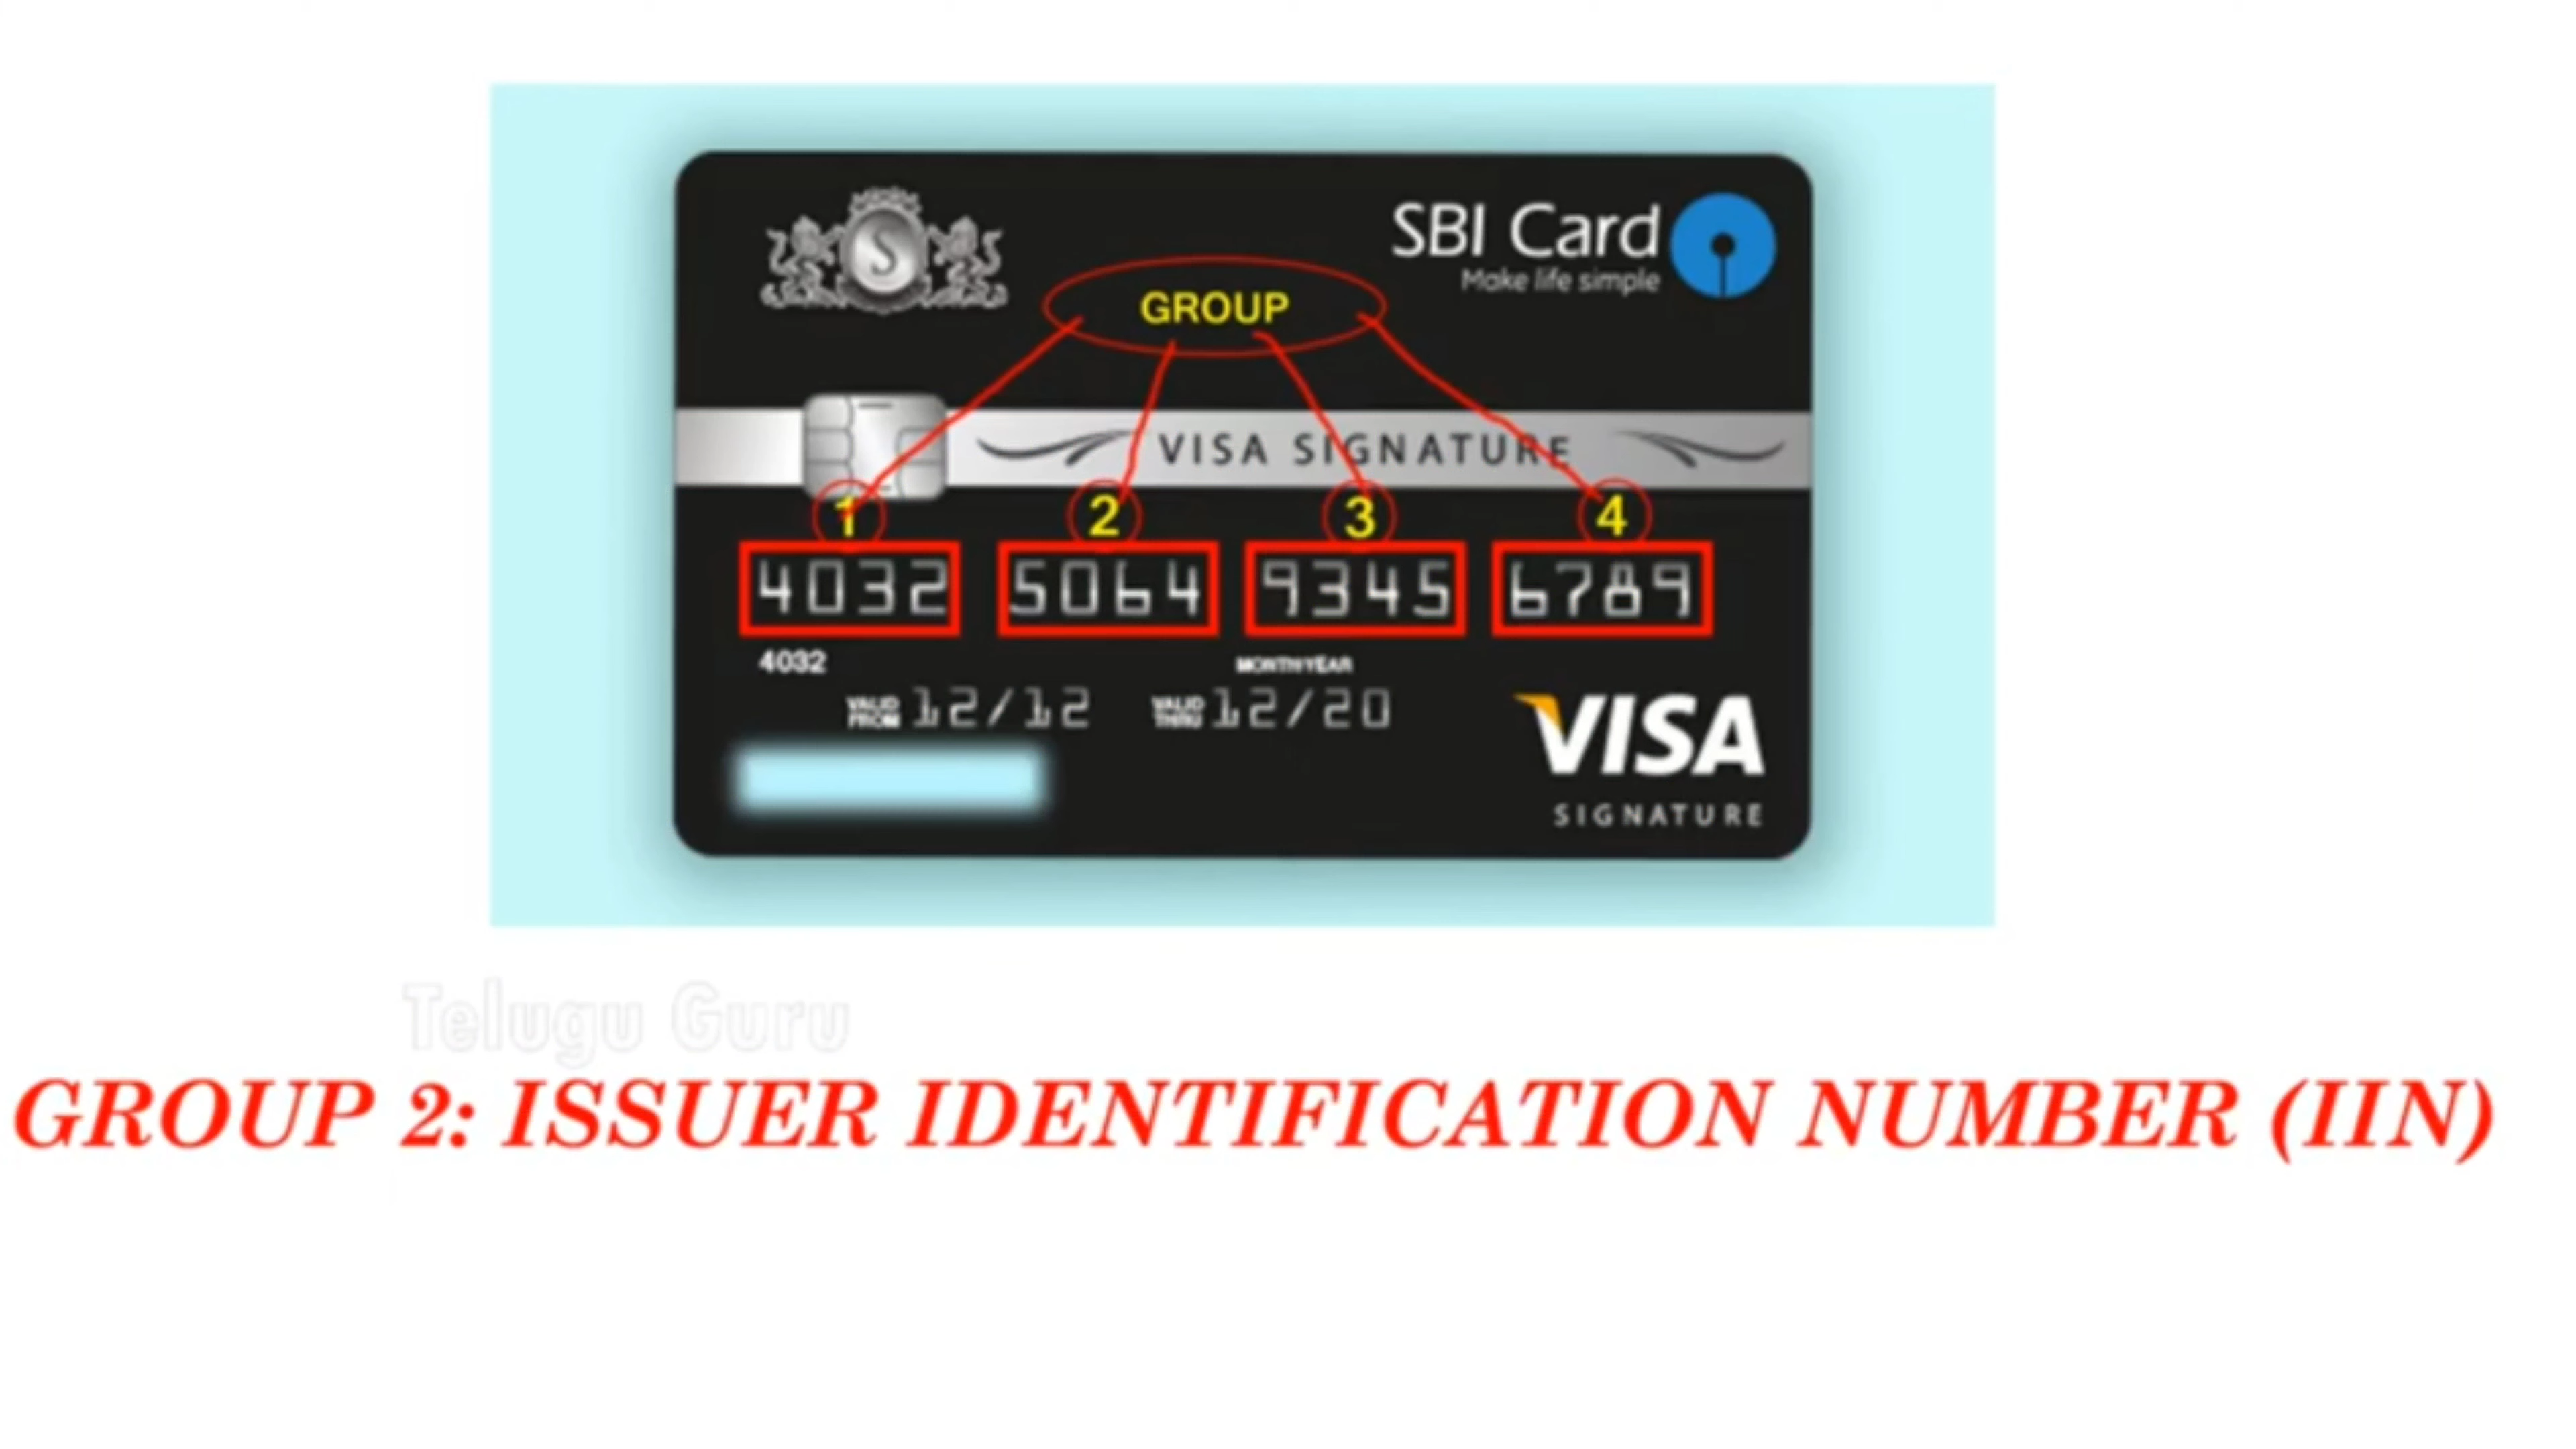 S
SBI Card
Make life simple
GROUP
VISA SIGNATURE
1 2 3 4
4032 5064 9345 6789
4032
MONTH/YEAR
VALID FROM 12/12 VALID THRU 12/20
VISA
SIGNATURE
Telugu Guru
GROUP 2: ISSUER IDENTIFICATION NUMBER (IIN)